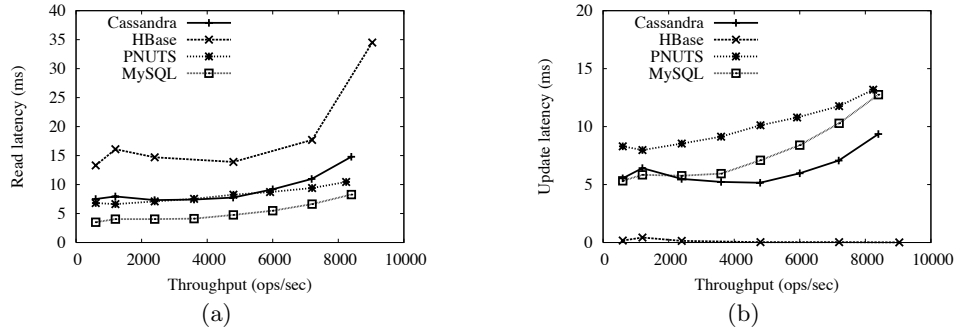 Cassandra
HBase
PNUTS
MySQL
40
35
30
25
20
15
10
5
0
Read latency (ms)
0 2000 4000 6000 8000 10000
Throughput (ops/sec)
(a)
Cassandra
HBase
PNUTS
MySQL
20
15
10
5
0
Update latency (ms)
0 2000 4000 6000 8000 10000
Throughput (ops/sec)
(b)